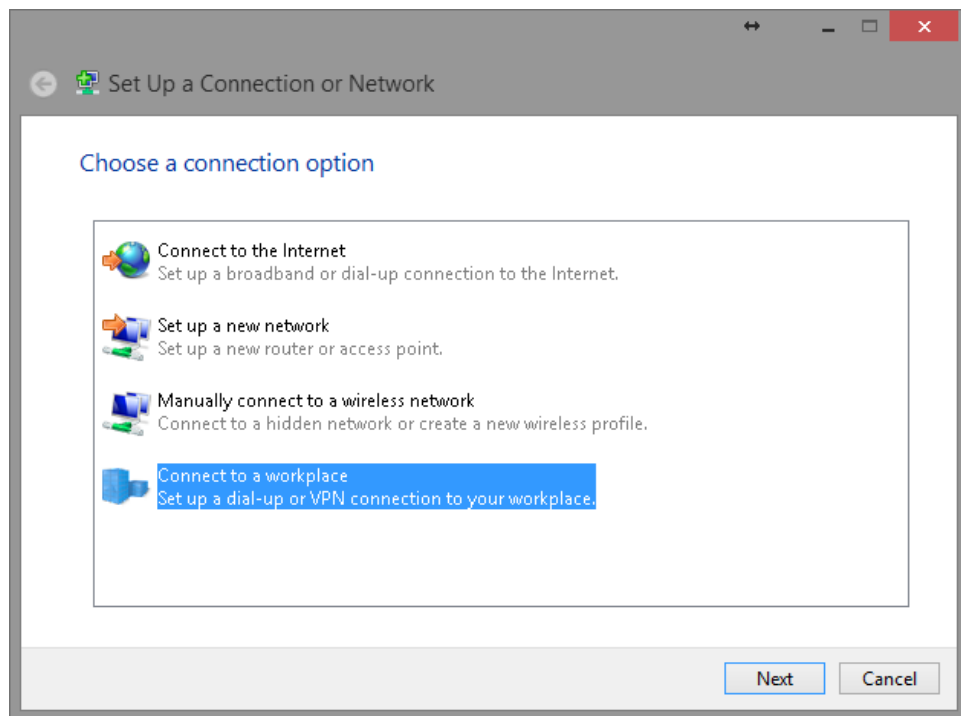 Set Up a Connection or Network
Choose a connection option
Connect to the Internet
Set up a broadband or dial-up connection to the Internet.
Set up a new network
Set up a new router or access point.
Manually connect to a wireless network
Connect to a hidden network or create a new wireless profile.
Connect to a workplace
Set up a dial-up or VPN connection to your workplace.
Next Cancel